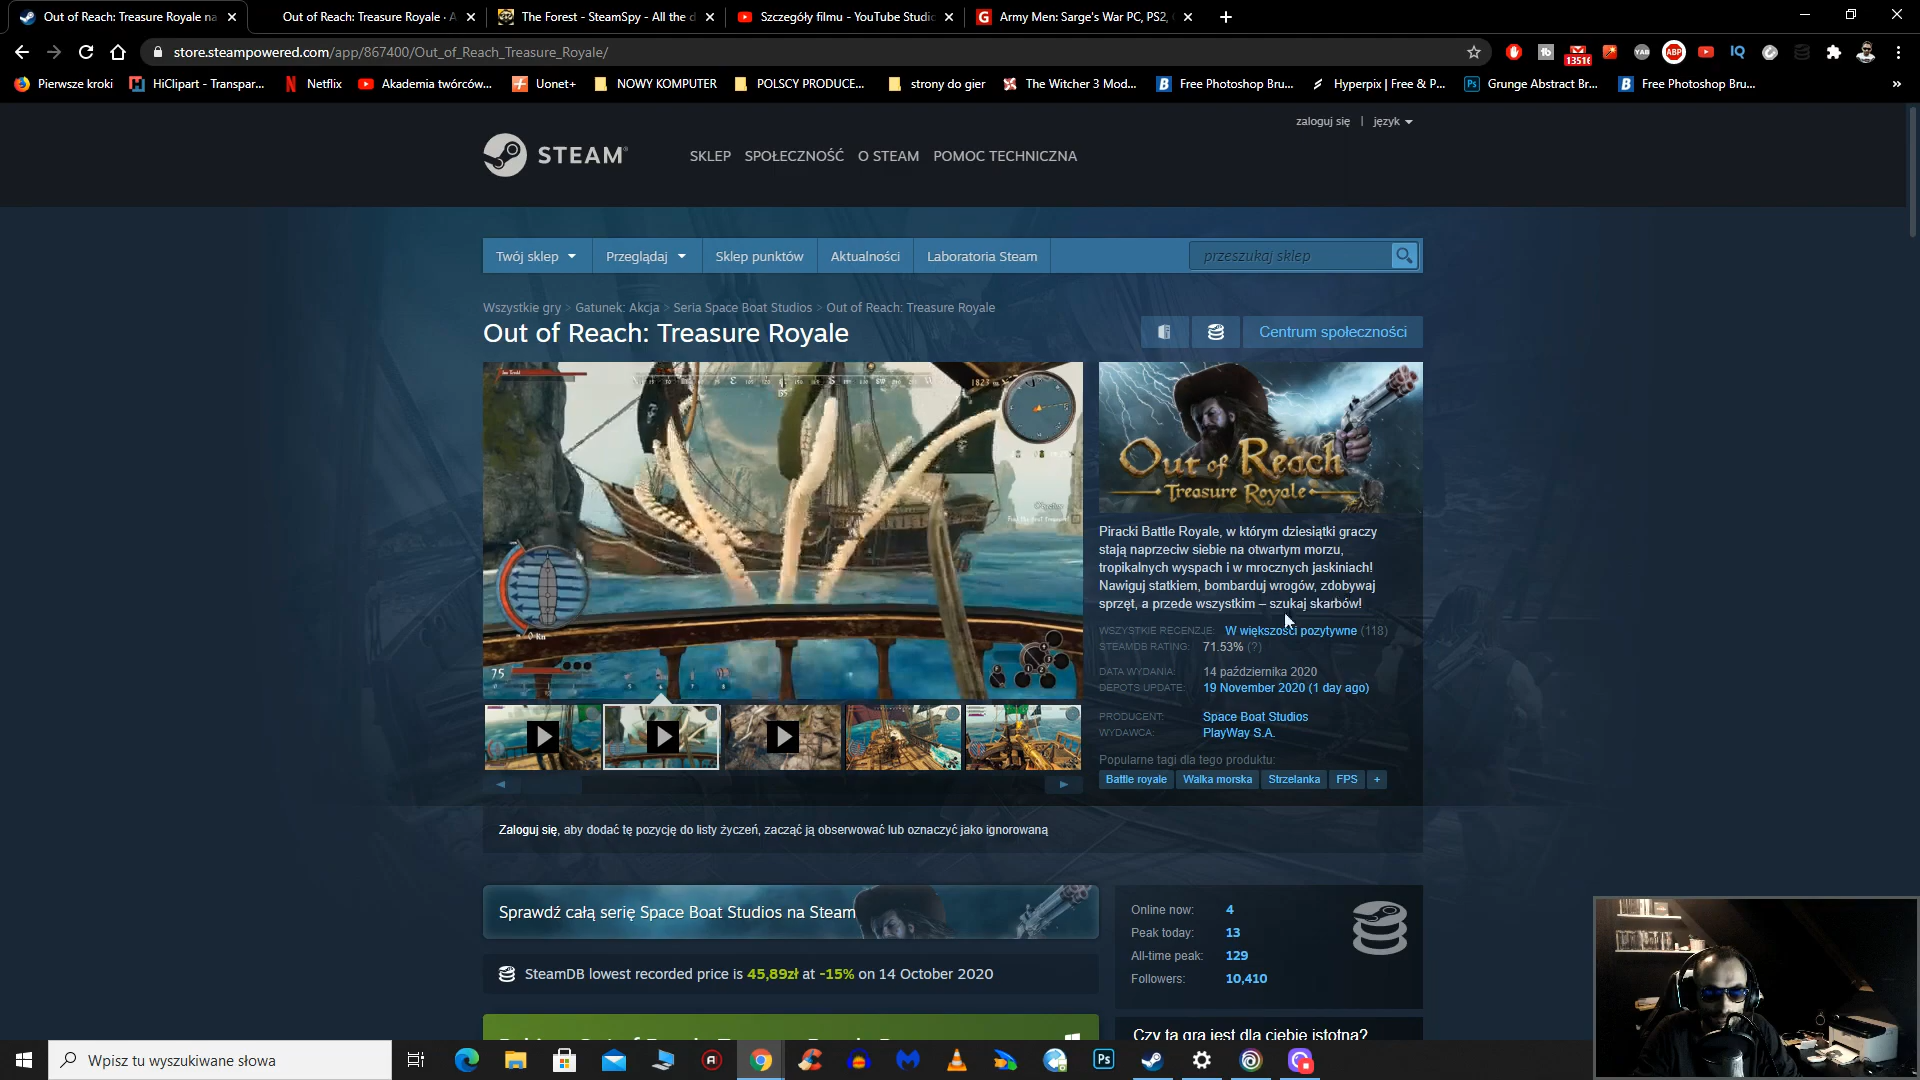 Out of Reach: Treasure Royale na
Out of Reach: Treasure Royale · A
The Forest - SteamSpy - All the d
Szczegóły filmu - YouTube Studio
Army Men: Sarge's War PC, PS2,
store.steampowered.com/app/867400/Out_of_Reach_Treasure_Royale/
Pierwsze kroki
HiClipart - Transpar...
Netflix
Akademia twórców...
Uonet+
NOWY KOMPUTER
POLSCY PRODUCE...
strony do gier
The Witcher 3 Mod...
Free Photoshop Bru...
Hyperpix | Free & P...
Grunge Abstract Br...
Free Photoshop Bru...
zaloguj się | język
STEAM
SKLEP SPOŁECZNOŚĆ O STEAM POMOC TECHNICZNA
Twój sklep
Przeglądaj
Sklep punktów
Aktualności
Laboratoria Steam
przeszukaj sklep
Wszystkie gry > Gatunek: Akcja > Seria Space Boat Studios > Out of Reach: Treasure Royale
Out of Reach: Treasure Royale
Centrum społeczności
Out of Reach
Treasure Royale
Piracki Battle Royale, w którym dziesiątki graczy
stają naprzeciw siebie na otwartym morzu,
tropikalnych wyspach i w mrocznych jaskiniach!
Nawiguj statkiem, bombarduj wrogów, zdobywaj
sprzęt, a przede wszystkim – szukaj skarbów!
WSZYSTKIE RECENZJE: W większości pozytywne (118)
STEAMDB RATING: 71.53% (?)
DATA WYDANIA: 14 października 2020
DEPOTS UPDATE: 19 November 2020 (1 day ago)
PRODUCENT: Space Boat Studios
WYDAWCA: PlayWay S.A.
Popularne tagi dla tego produktu:
Battle royale
Walka morska
Strzelanka
FPS
+
75
Zaloguj się, aby dodać tę pozycję do listy życzeń, zacząć ją obserwować lub oznaczyć jako ignorowaną
Sprawdź całą serię Space Boat Studios na Steam
SteamDB lowest recorded price is 45,89zł at -15% on 14 October 2020
Online now: 4
Peak today: 13
All-time peak: 129
Followers: 10,410
Czy ta gra jest dla ciebie istotna?
Wpisz tu wyszukiwane słowa